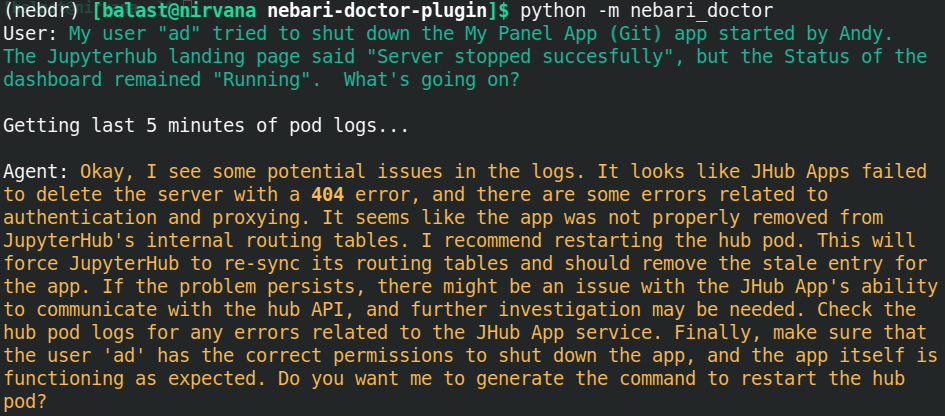 (nebdr) [balast@nirvana nebari-doctor-plugin]$ python -m nebari_doctor
User: My user "ad" tried to shut down the My Panel App (Git) app started by Andy.
The Jupyterhub landing page said "Server stopped succesfully", but the Status of the
dashboard remained "Running".  What's going on?
Getting last 5 minutes of pod logs...
Agent: Okay, I see some potential issues in the logs. It looks like JHub Apps failed
to delete the server with a 404 error, and there are some errors related to
authentication and proxying. It seems like the app was not properly removed from
JupyterHub's internal routing tables. I recommend restarting the hub pod. This will
force JupyterHub to re-sync its routing tables and should remove the stale entry for
the app. If the problem persists, there might be an issue with the JHub App's ability
to communicate with the hub API, and further investigation may be needed. Check the
hub pod logs for any errors related to the JHub App service. Finally, make sure that
the user 'ad' has the correct permissions to shut down the app, and the app itself is
functioning as expected. Do you want me to generate the command to restart the hub
pod?